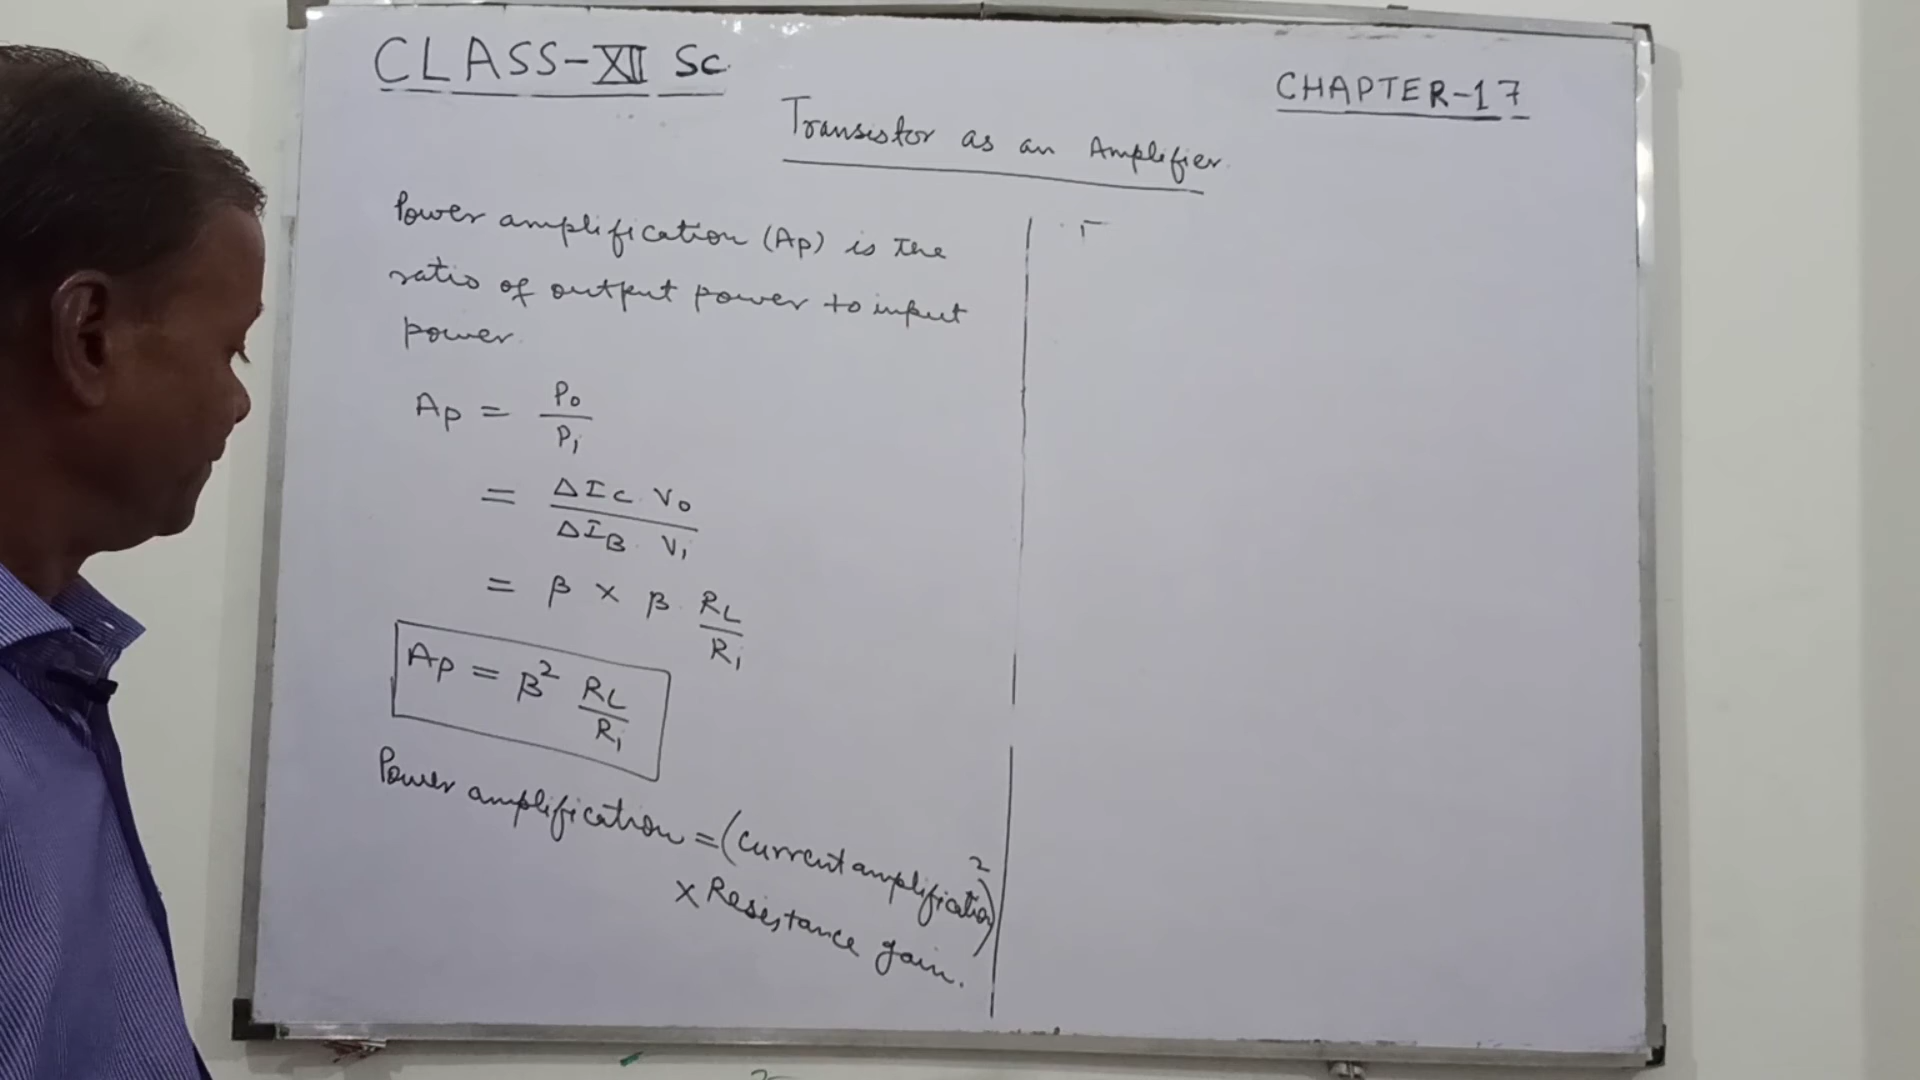 CLASS-XII Sc
CHAPTER-17
Transistor as an Amplifier
Power amplification (Ap) is the
ratio of output power to input
power.
Ap = Po / Pi
= ΔIc Vo / ΔIB Vi
= β × β RL / Ri
Ap = β² RL / Ri
Power amplification = (current amplification)²
× Resistance gain.